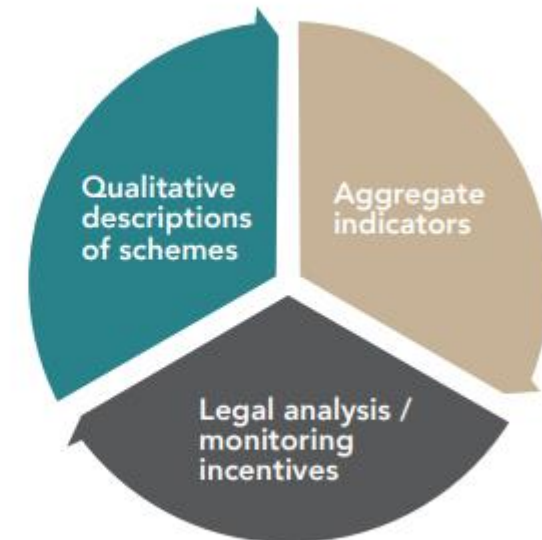 Qualitative
descriptions
of schemes
Aggregate
indicators
Legal analysis /
monitoring
incentives